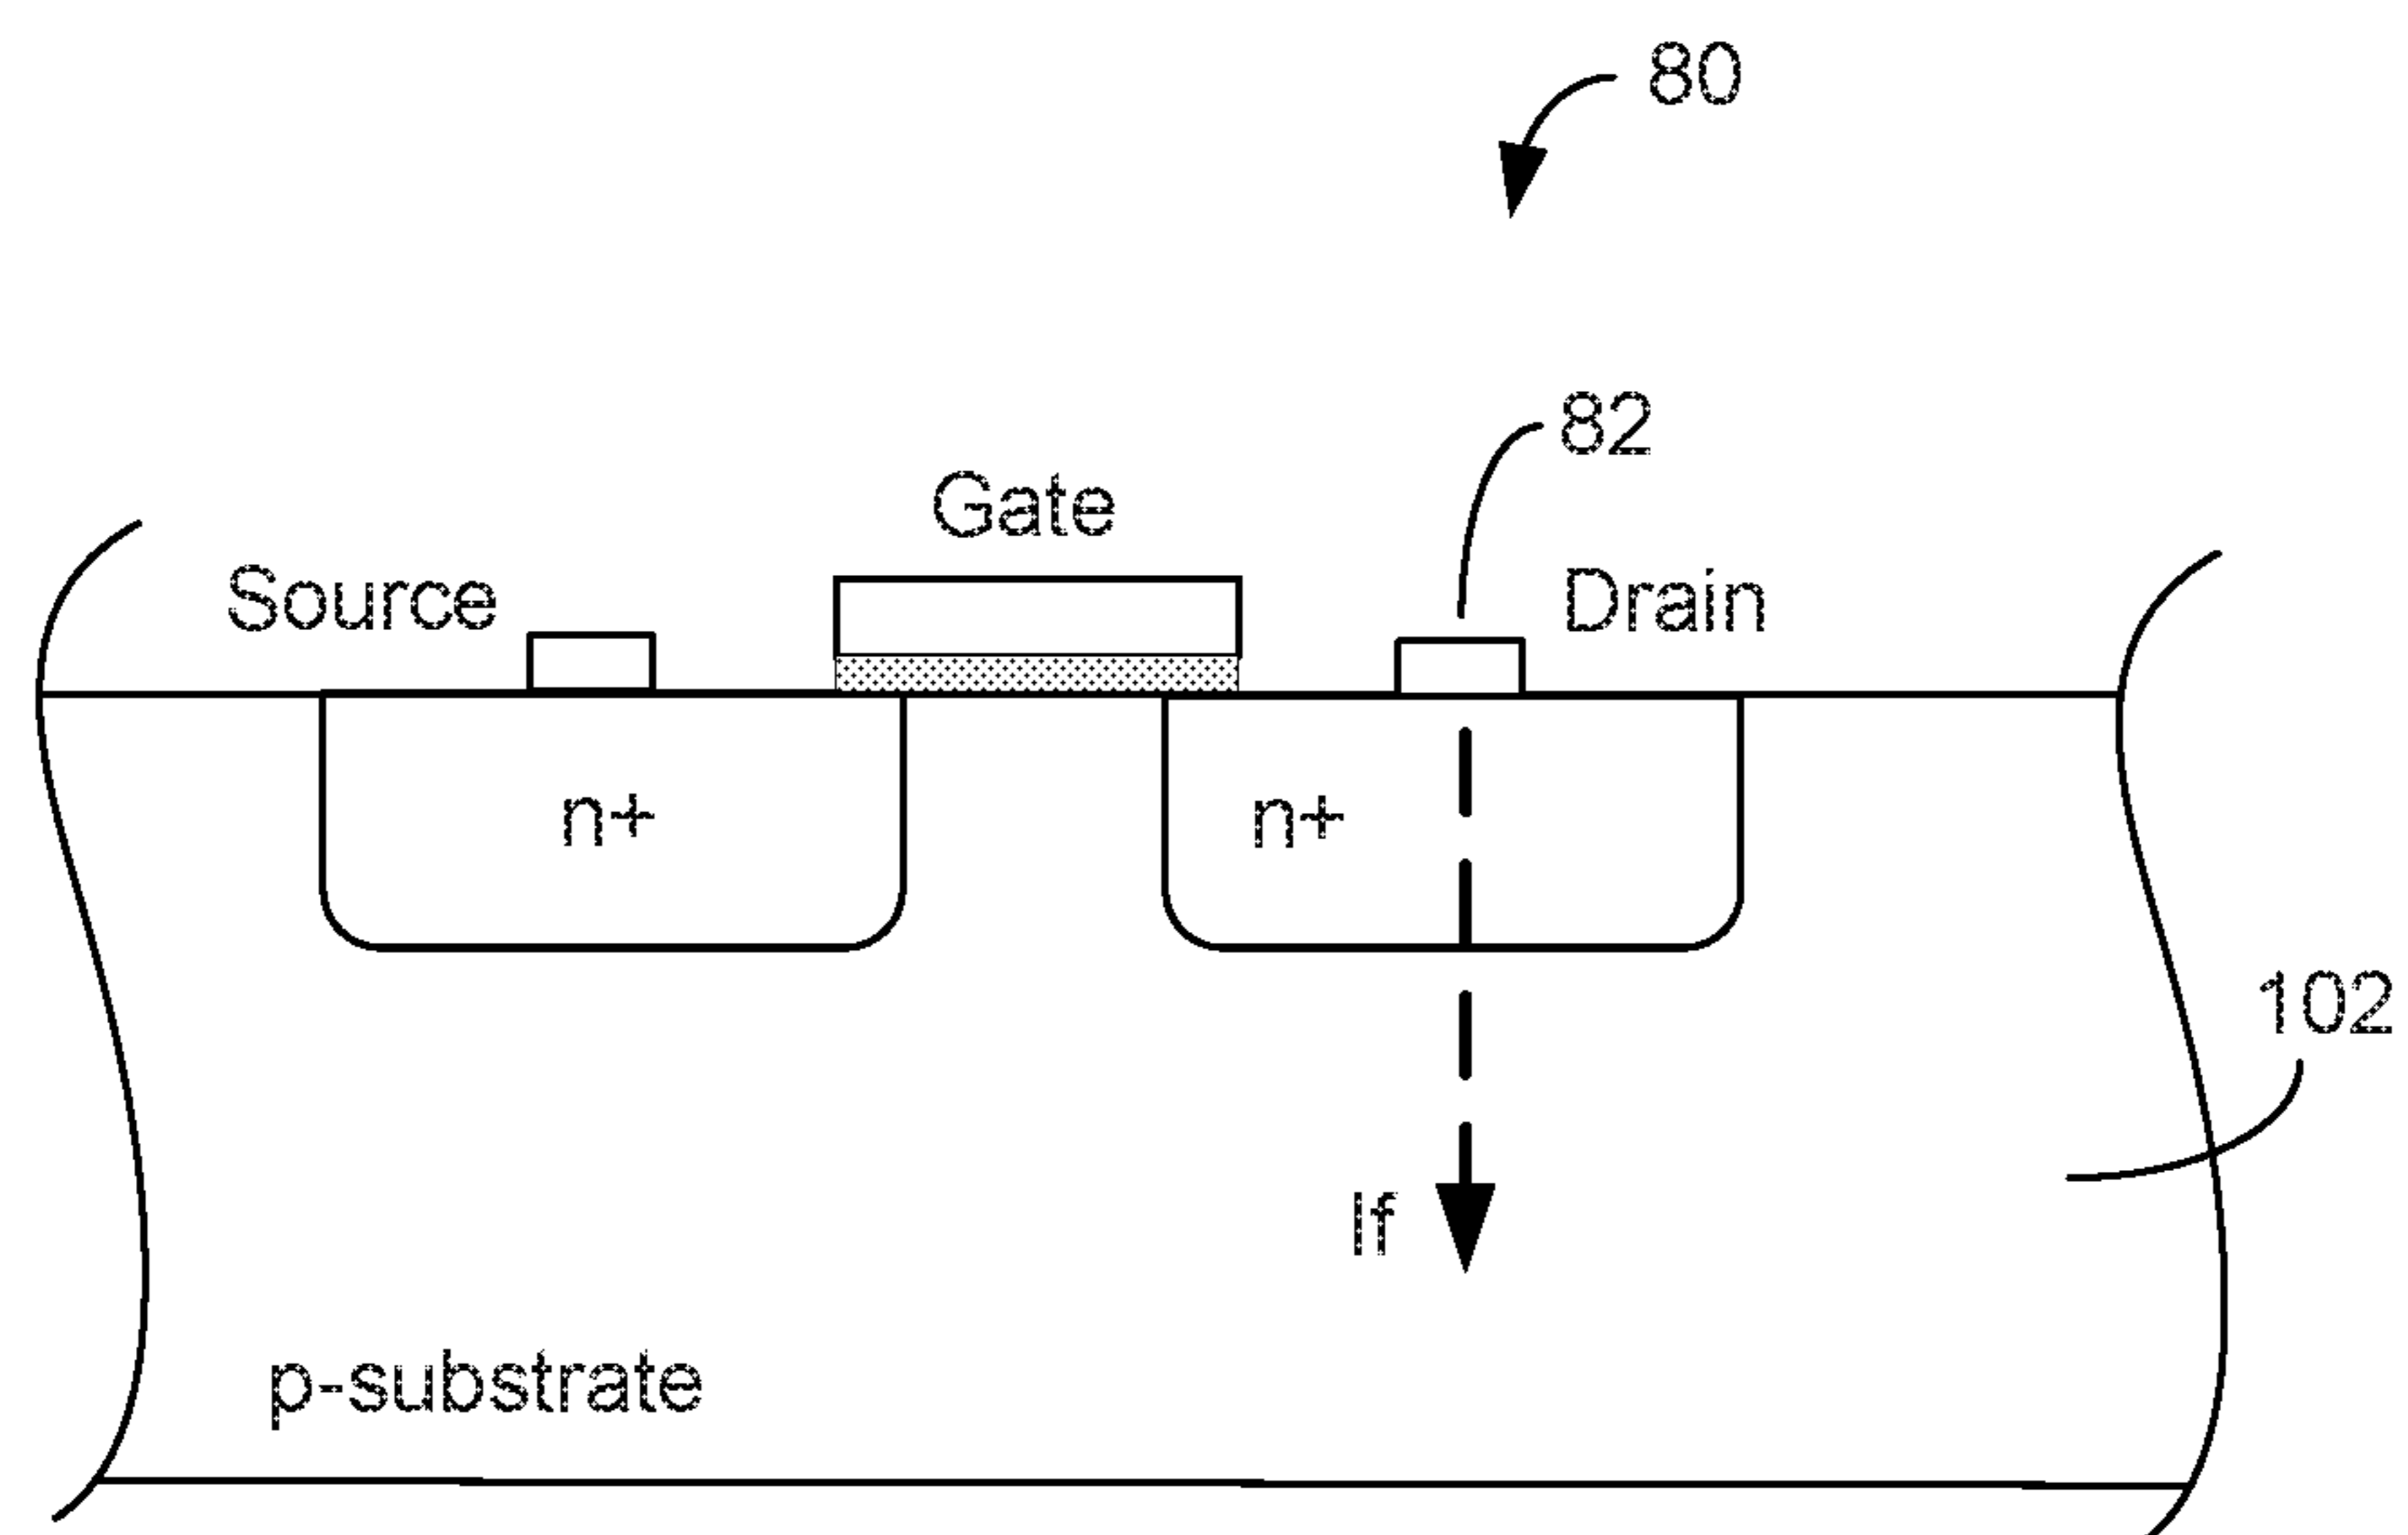 80
82
Gate
Source
Drain
n+
n+
102
If
p-substrate